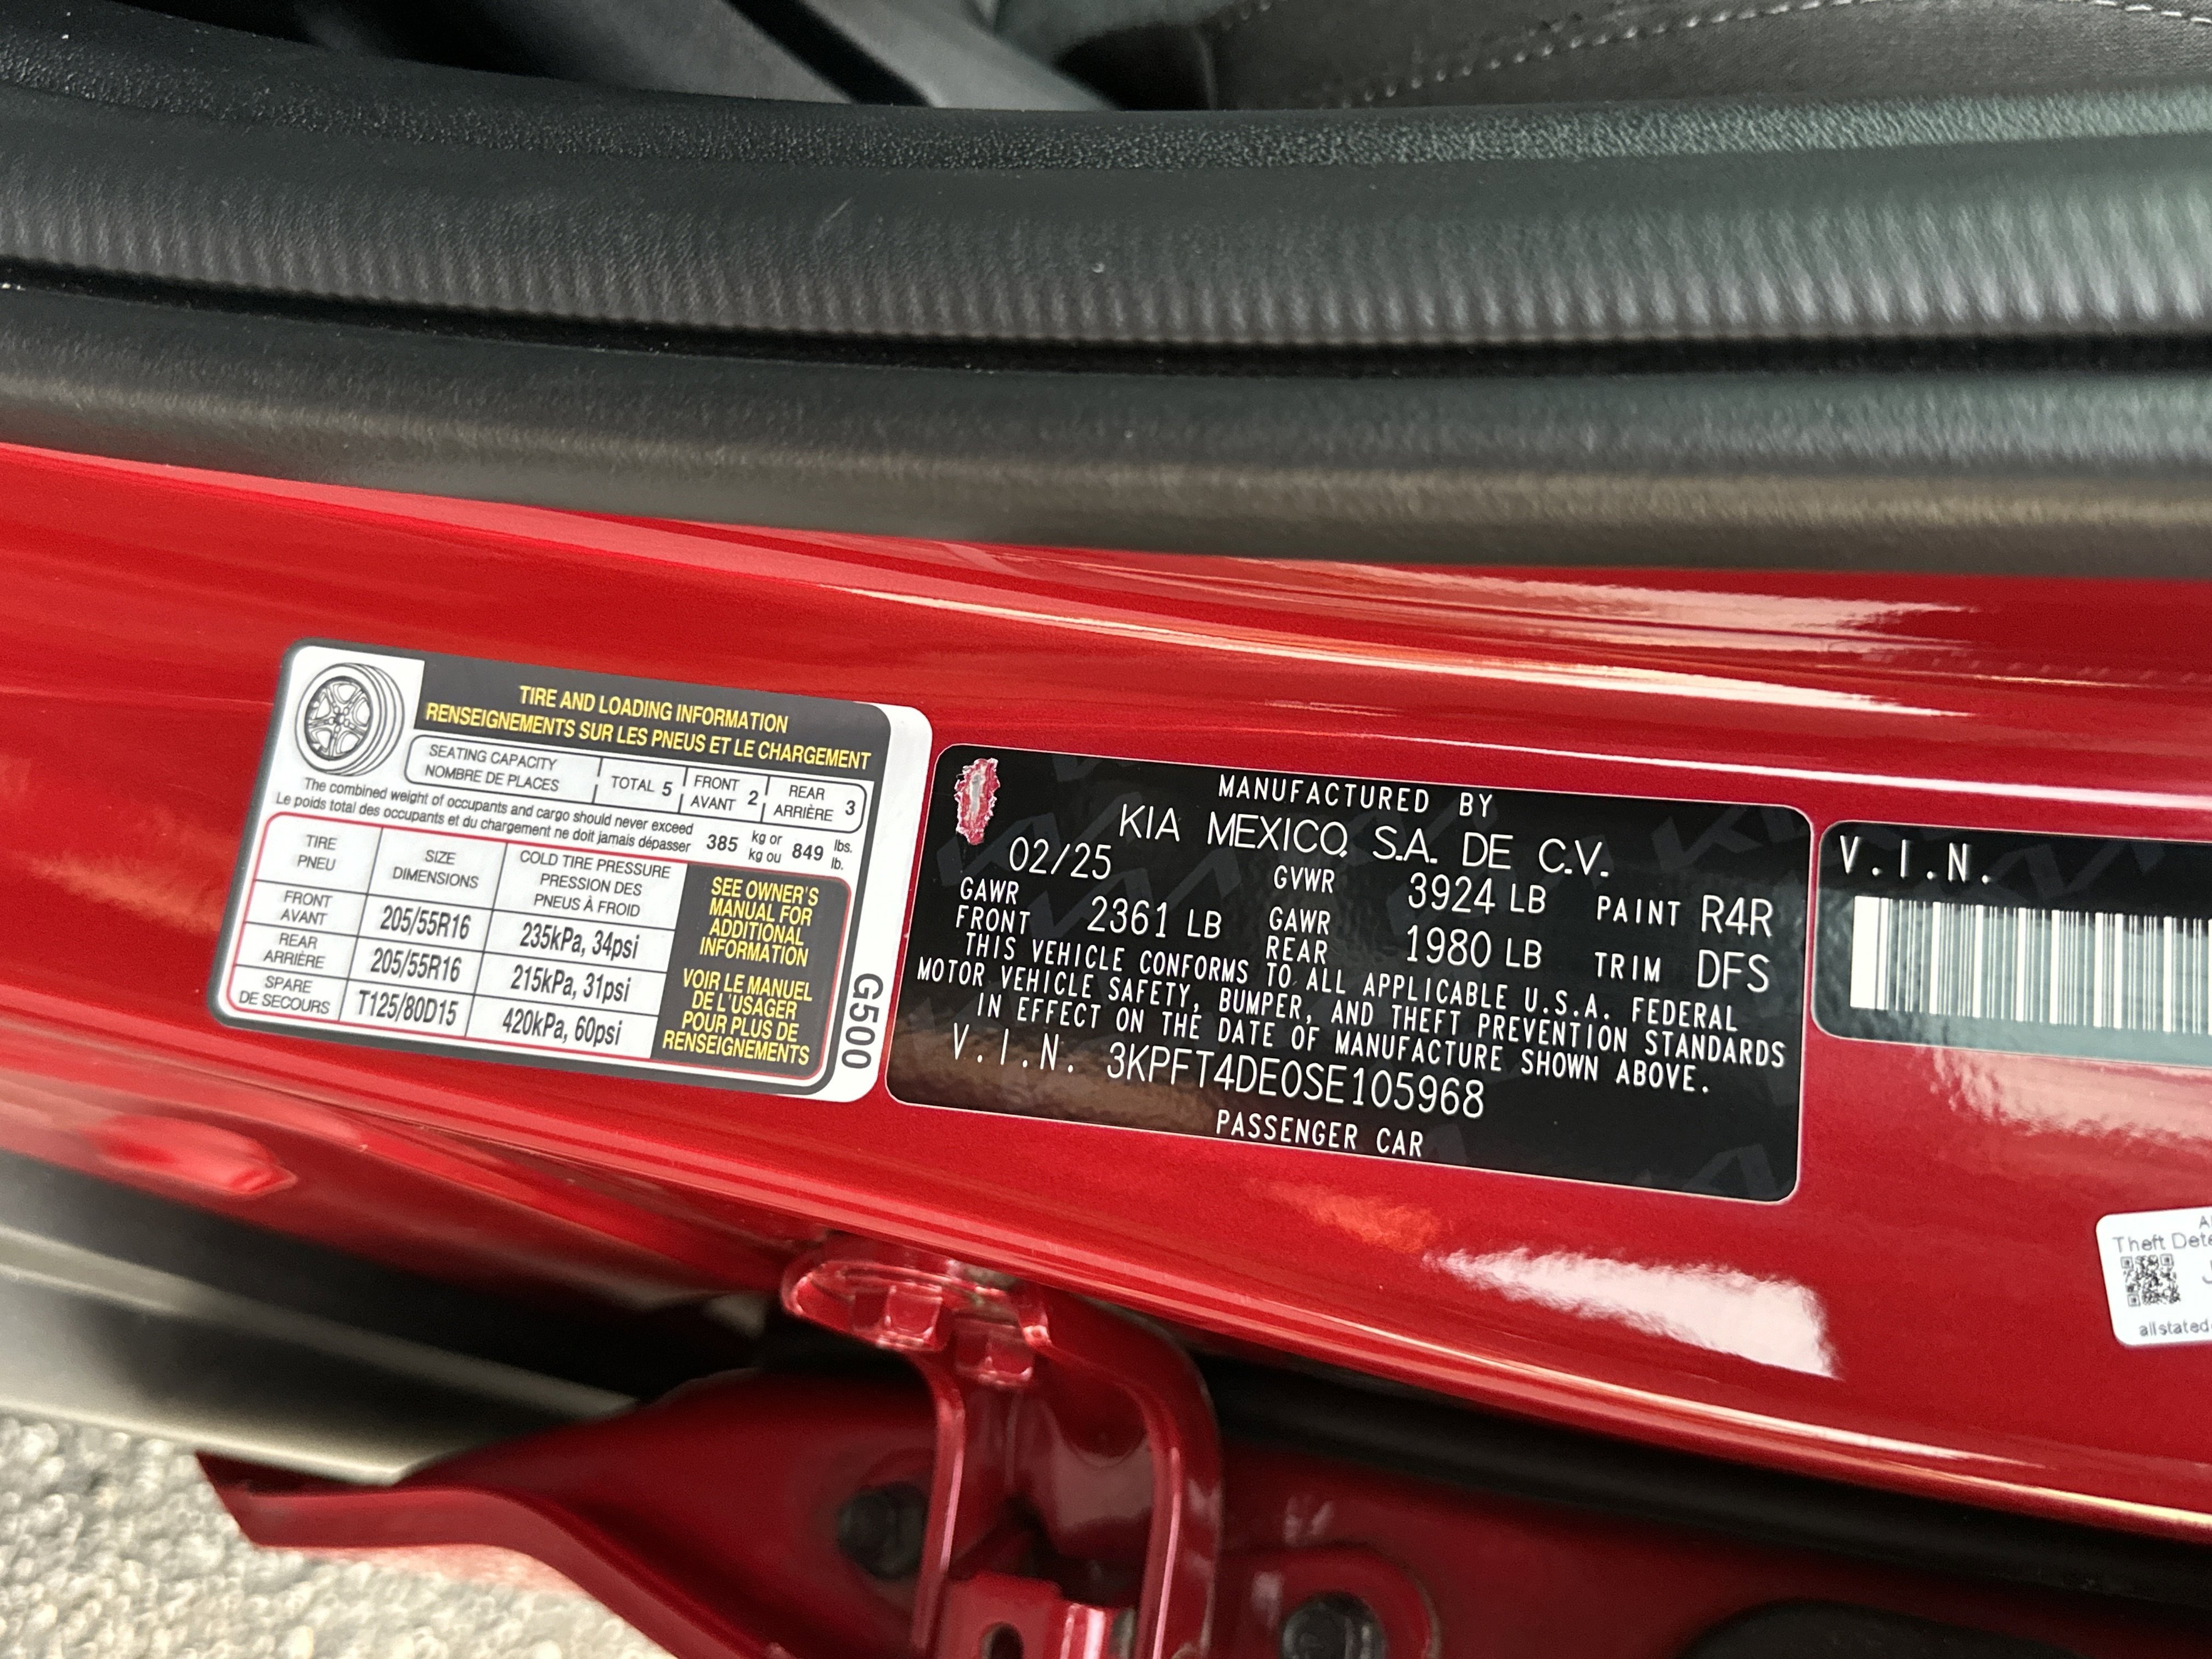 TIRE AND LOADING INFORMATION
RENSEIGNEMENTS SUR LES PNEUS ET LE CHARGEMENT
SEATING CAPACITY
NOMBRE DE PLACES
TOTAL 5
FRONT
AVANT 2
REAR
ARRIÈRE 3
The combined weight of occupants and cargo should never exceed 385 kg or 849 lbs.
Le poids total des occupants et du chargement ne doit jamais dépasser kg ou lb.
TIRE
PNEU
SIZE
DIMENSIONS
COLD TIRE PRESSURE
PRESSION DES
PNEUS À FROID
FRONT
AVANT
205/55R16
235kPa, 34psi
REAR
ARRIÈRE
205/55R16
215kPa, 31psi
SPARE
DE SECOURS
T125/80D15
420kPa, 60psi
SEE OWNER'S
MANUAL FOR
ADDITIONAL
INFORMATION
VOIR LE MANUEL
DE L'USAGER
POUR PLUS DE
RENSEIGNEMENTS
G500
MANUFACTURED BY
KIA MEXICO, S.A. DE C.V.
02/25 GVWR 3924 LB PAINT R4R
GAWR
FRONT 2361 LB
GAWR
REAR 1980 LB TRIM DFS
THIS VEHICLE CONFORMS TO ALL APPLICABLE U.S.A. FEDERAL
MOTOR VEHICLE SAFETY, BUMPER, AND THEFT PREVENTION STANDARDS
IN EFFECT ON THE DATE OF MANUFACTURE SHOWN ABOVE.
V.I.N. 3KPFT4DE0SE105968
PASSENGER CAR
V.I.N.
Theft